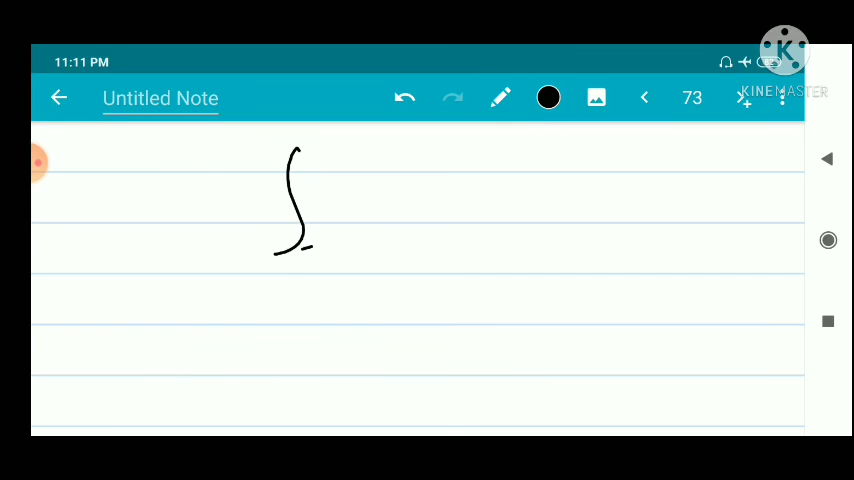 11:11 PM
Untitled Note
73
K
KINEMASTER
∫